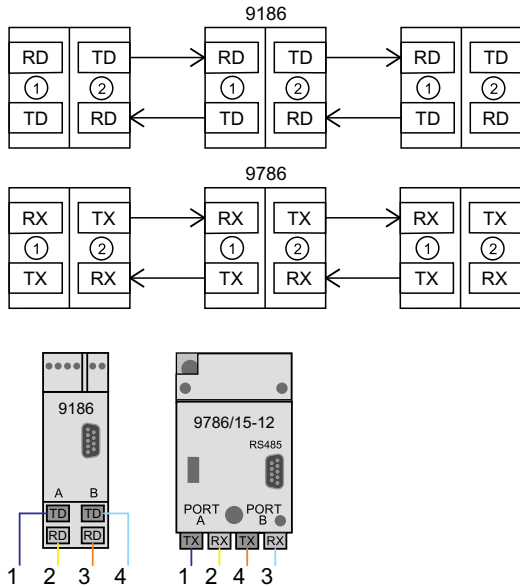 9186
RD TD RD TD RD TD
1 2 1 2 1 2
TD RD TD RD TD RD
9786
RX TX RX TX RX TX
1 2 1 2 1 2
TX RX TX RX TX RX
9186
A B
TD TD
RD RD
1 2 3 4
9786/15-12
RS485
PORT A PORT B
TX RX TX RX
1 2 4 3